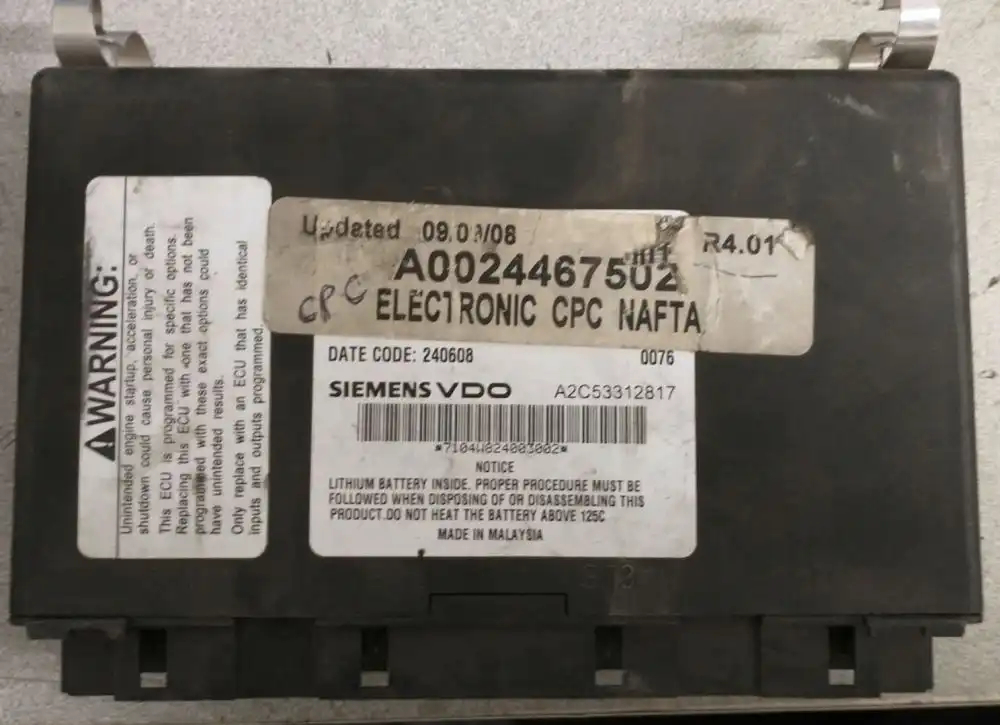 WARNING:
Unintended engine startup, acceleration, or
shutdown could cause personal injury or death.
This ECU is programmed for specific options.
Replacing this ECU with one that has not been
programmed with these exact options could
have unintended results.
Only replace with an ECU that has identical
inputs and outputs programmed.
Updated 09.0 /08
R4.01
A0024467502
CPC
ELECTRONIC CPC NAFTA
DATE CODE: 240608 0076
SIEMENS VDO A2C53312817
*7104W824003002*
NOTICE
LITHIUM BATTERY INSIDE. PROPER PROCEDURE MUST BE
FOLLOWED WHEN DISPOSING OF OR DISASSEMBLING THIS
PRODUCT.DO NOT HEAT THE BATTERY ABOVE 125C
MADE IN MALAYSIA